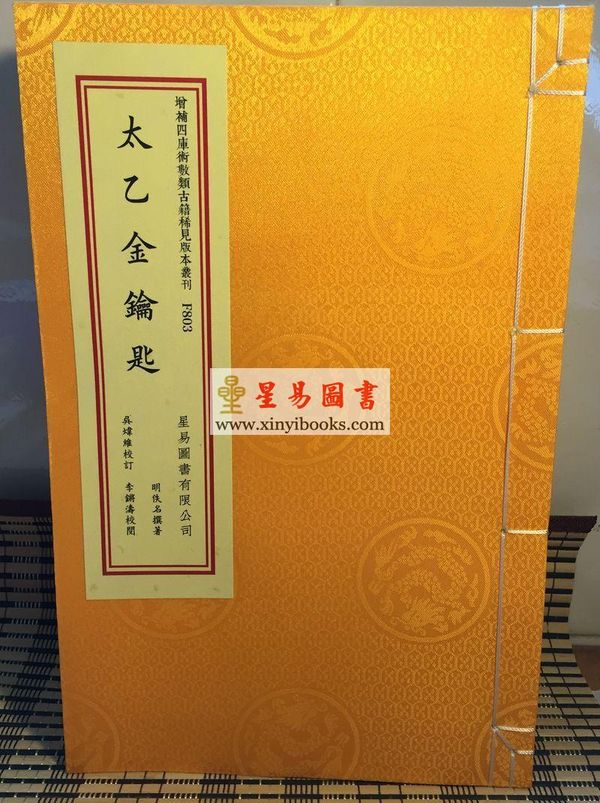 增補四庫術數類古籍稀見版本叢刊 F803
太乙金鑰匙
星易圖書有限公司
明佚名撰著
李鏘濤校閱
吳煒維校訂
星易圖書
www.xinyibooks.com